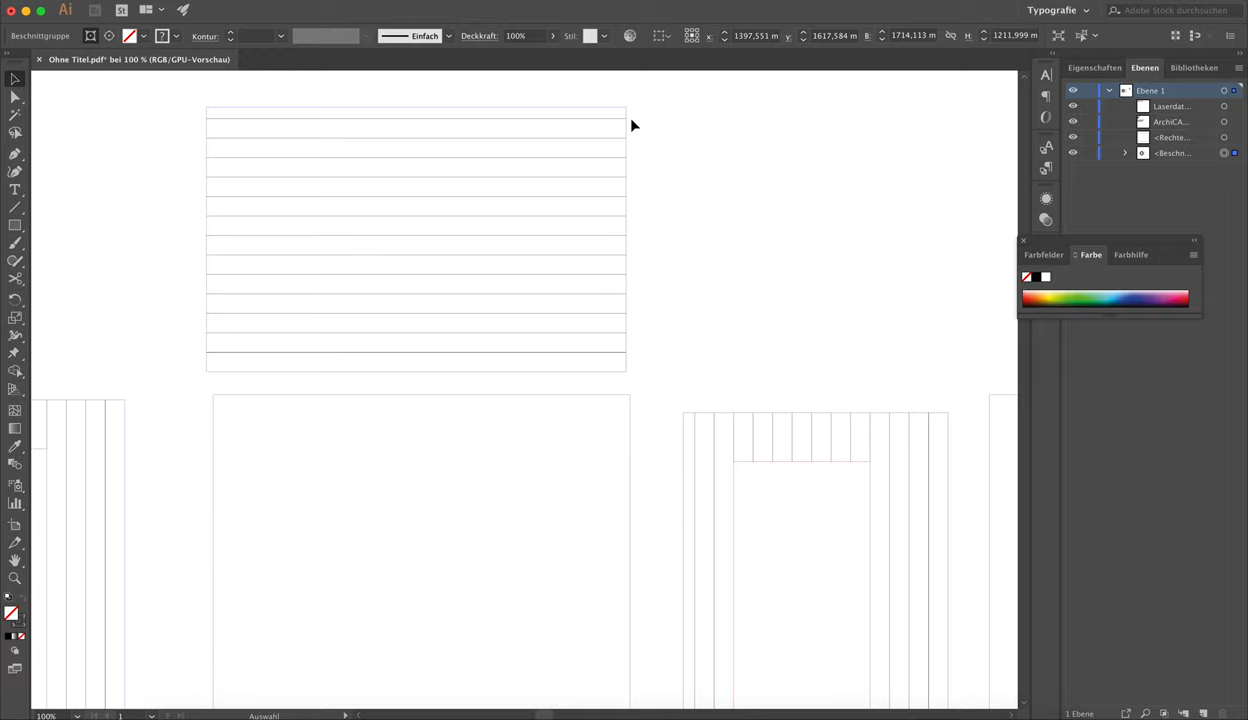 Ai Br St Typografie Adobe Stock durchsuchen
Beschnittgruppe ? Kontur: Einfach Deckkraft: 100% Stil: x: 1397,551 m y: 1617,584 m B: 1714,113 m H: 1211,999 m
× Ohne Titel.pdf* bei 100 % (RGB/GPU-Vorschau)
Eigenschaften Ebenen Bibliotheken
Ebene 1
Laserdat...
ArchiCA...
<Rechte...
<Beschn...
Farbfelder Farbe Farbhilfe
100% 1 Auswahl 1 Ebene